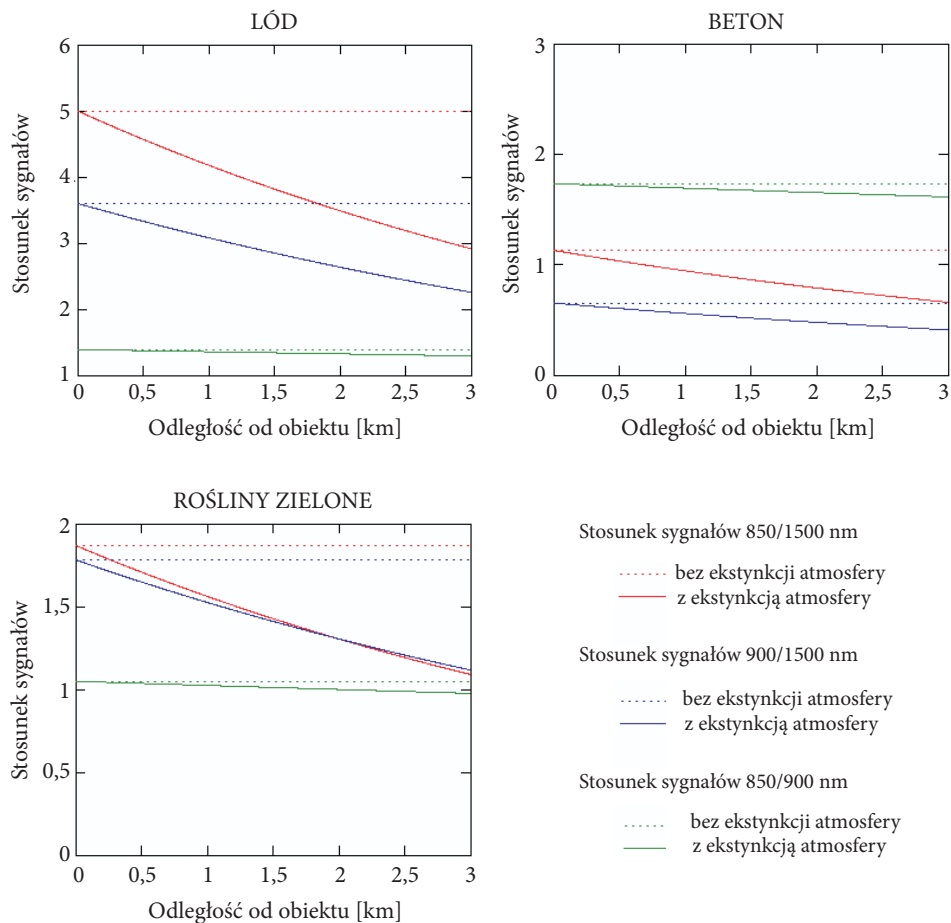 LÓD
6
5
4
3
2
1
0 0,5 1 1,5 2 2,5 3
Stosunek sygnałów
Odległość od obiektu [km]
BETON
3
2
1
0
0 0,5 1 1,5 2 2,5 3
Stosunek sygnałów
Odległość od obiektu [km]
ROŚLINY ZIELONE
2
1,5
1
0,5
0
0 0,5 1 1,5 2 2,5 3
Stosunek sygnałów
Odległość od obiektu [km]
Stosunek sygnałów 850/1500 nm
bez ekstynkcji atmosfery
z ekstynkcją atmosfery
Stosunek sygnałów 900/1500 nm
bez ekstynkcji atmosfery
z ekstynkcją atmosfery
Stosunek sygnałów 850/900 nm
bez ekstynkcji atmosfery
z ekstynkcją atmosfery